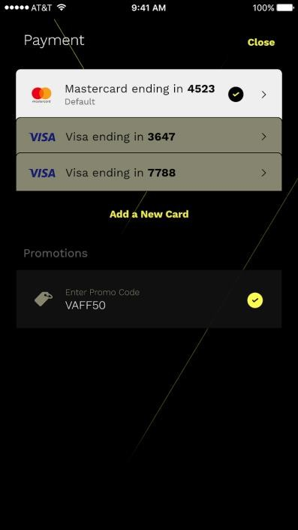 AT&T 9:41 AM 100%
Payment Close
mastercard Mastercard ending in 4523
Default
VISA Visa ending in 3647
VISA Visa ending in 7788
Add a New Card
Promotions
Enter Promo Code
VAFF50